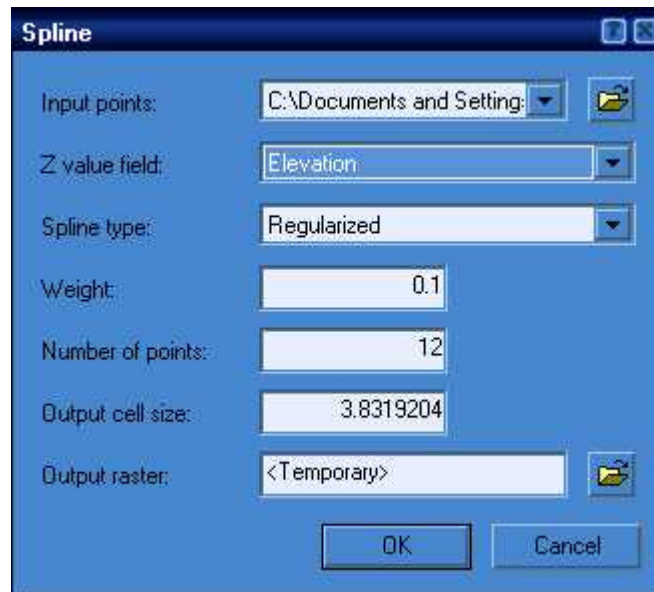 Spline
Input points: C:\Documents and Setting
Z value field: Elevation
Spline type: Regularized
Weight: 0.1
Number of points: 12
Output cell size: 3.8319204
Output raster: <Temporary>
OK Cancel